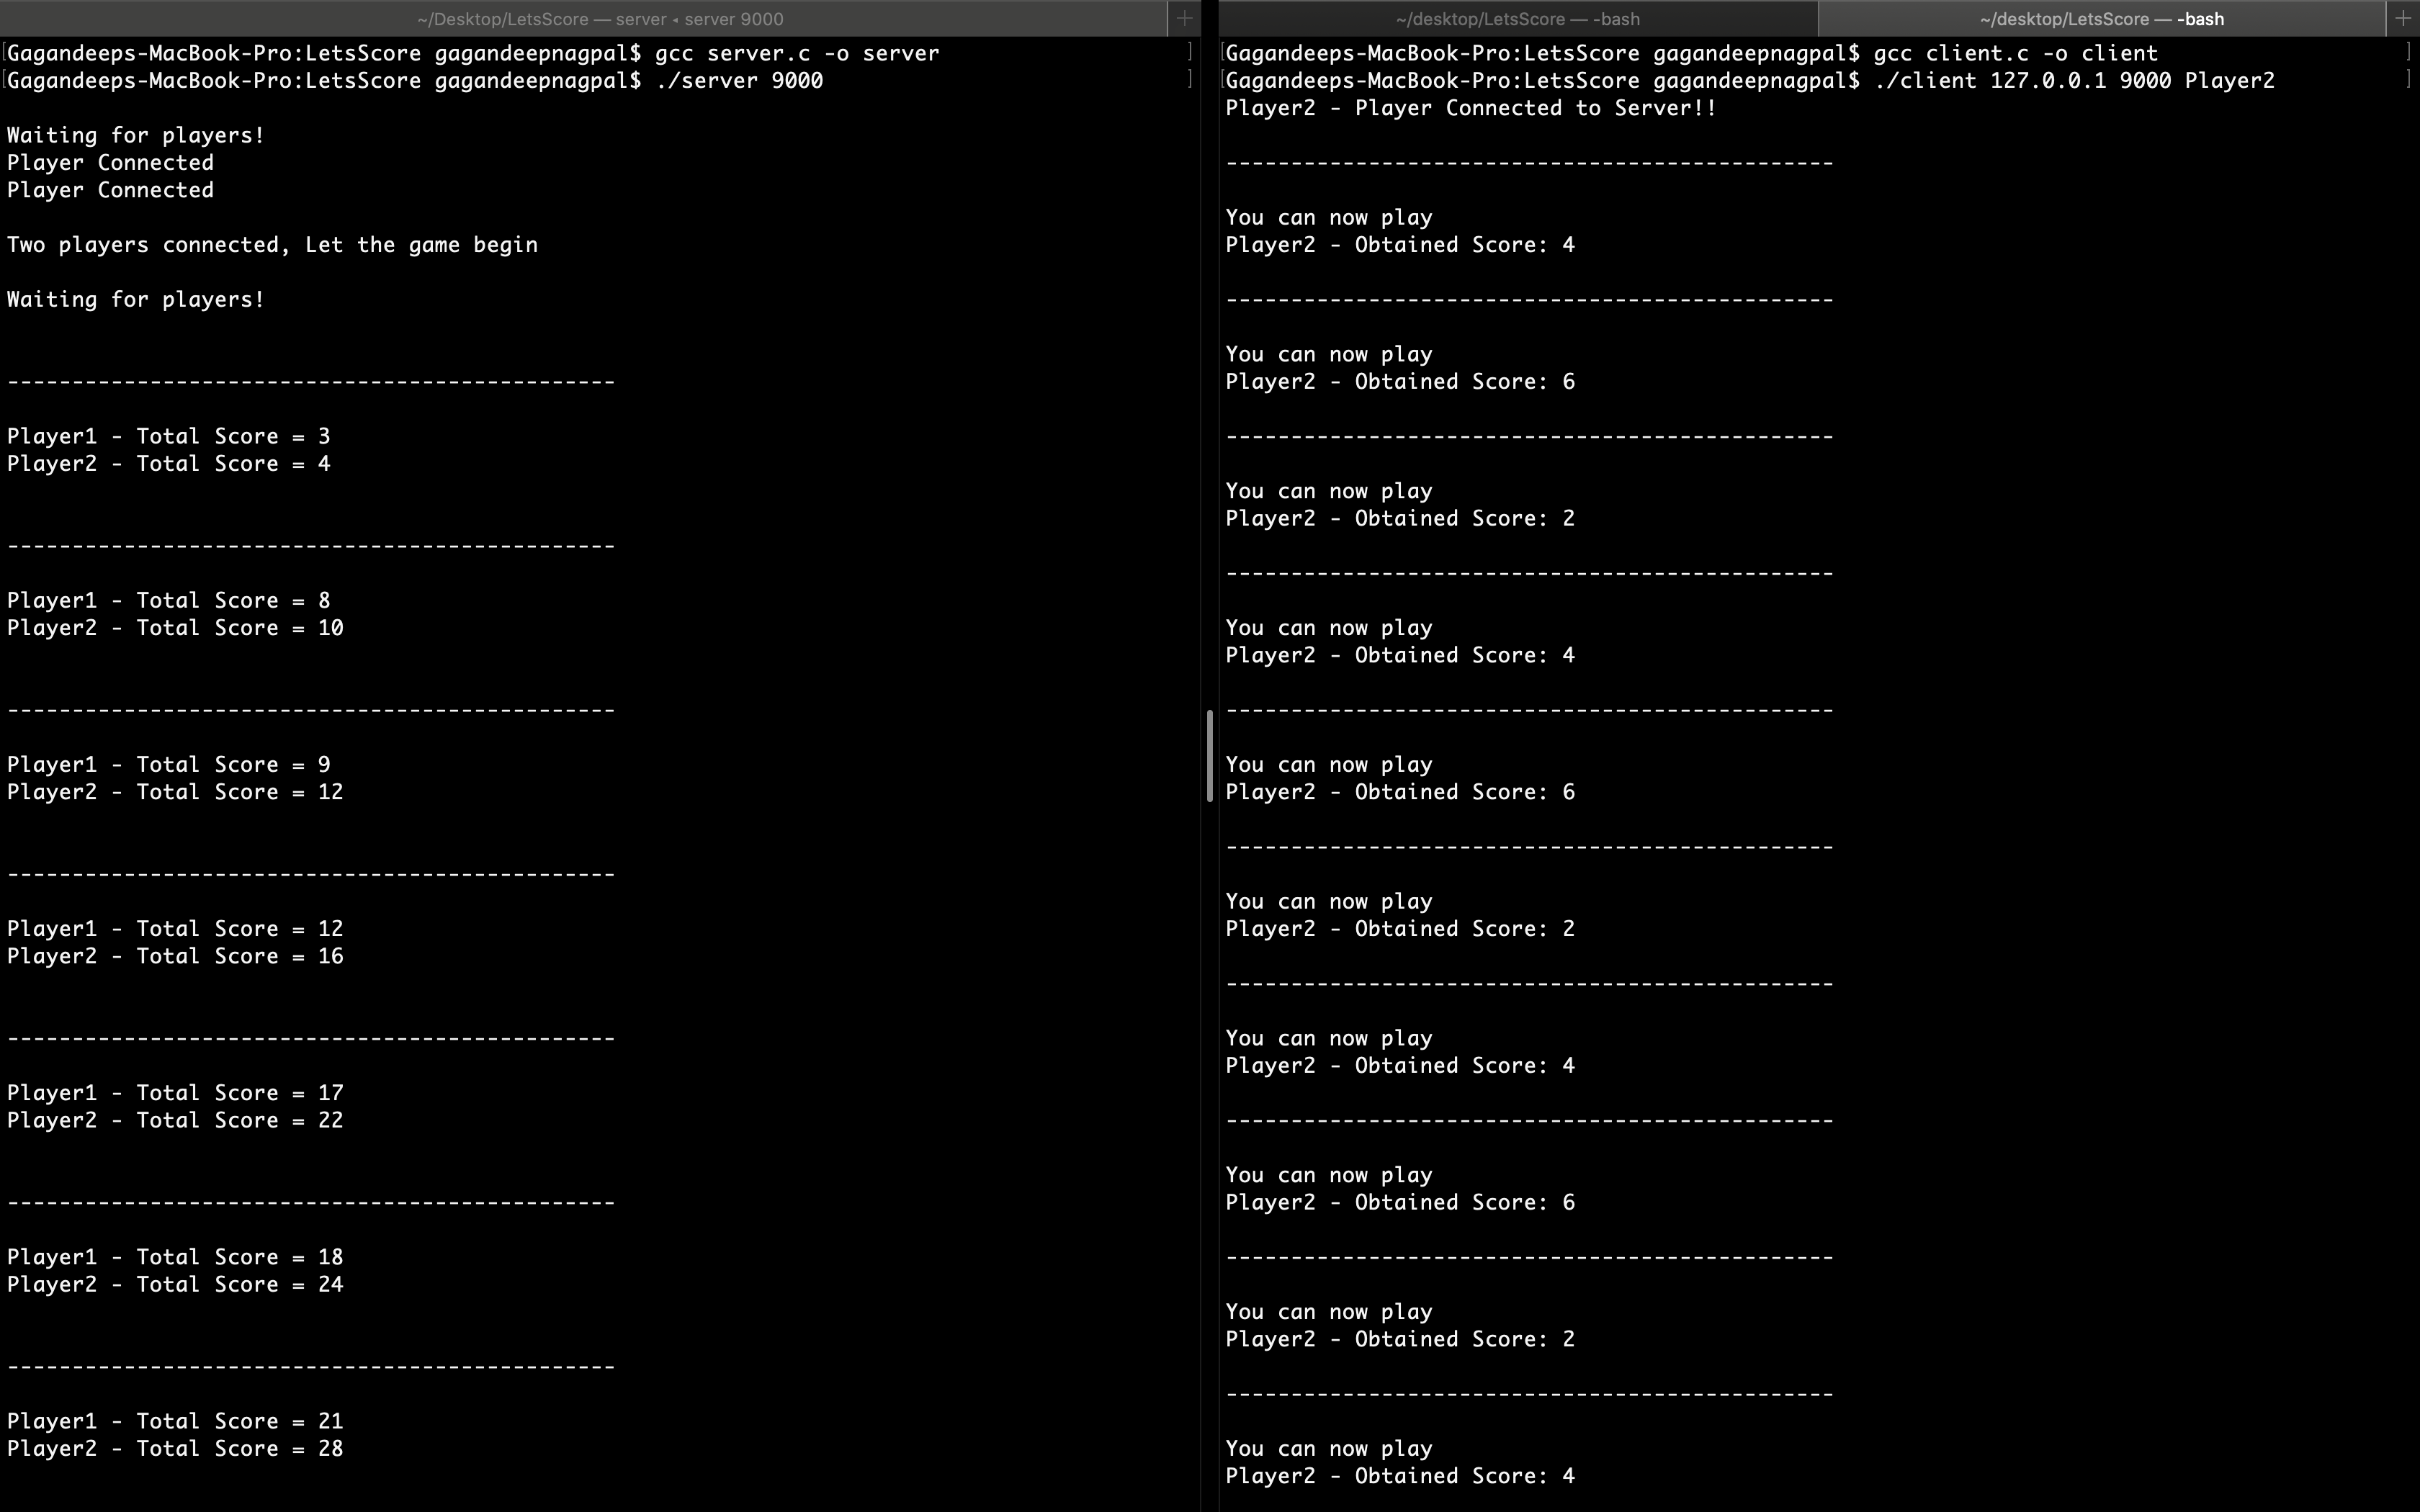 ~/Desktop/LetsScore — server ◂ server 9000
+
[Gagandeeps-MacBook-Pro:LetsScore gagandeepnagpal$ gcc server.c -o server ]
[Gagandeeps-MacBook-Pro:LetsScore gagandeepnagpal$ ./server 9000 ]
Waiting for players!
Player Connected
Player Connected
Two players connected, Let the game begin
Waiting for players!
-----------------------------------------------
Player1 - Total Score = 3
Player2 - Total Score = 4
-----------------------------------------------
Player1 - Total Score = 8
Player2 - Total Score = 10
-----------------------------------------------
Player1 - Total Score = 9
Player2 - Total Score = 12
-----------------------------------------------
Player1 - Total Score = 12
Player2 - Total Score = 16
-----------------------------------------------
Player1 - Total Score = 17
Player2 - Total Score = 22
-----------------------------------------------
Player1 - Total Score = 18
Player2 - Total Score = 24
-----------------------------------------------
Player1 - Total Score = 21
Player2 - Total Score = 28
~/desktop/LetsScore — -bash
~/desktop/LetsScore — -bash
+
[Gagandeeps-MacBook-Pro:LetsScore gagandeepnagpal$ gcc client.c -o client ]
[Gagandeeps-MacBook-Pro:LetsScore gagandeepnagpal$ ./client 127.0.0.1 9000 Player2 ]
Player2 - Player Connected to Server!!
-----------------------------------------------
You can now play
Player2 - Obtained Score: 4
-----------------------------------------------
You can now play
Player2 - Obtained Score: 6
-----------------------------------------------
You can now play
Player2 - Obtained Score: 2
-----------------------------------------------
You can now play
Player2 - Obtained Score: 4
-----------------------------------------------
You can now play
Player2 - Obtained Score: 6
-----------------------------------------------
You can now play
Player2 - Obtained Score: 2
-----------------------------------------------
You can now play
Player2 - Obtained Score: 4
-----------------------------------------------
You can now play
Player2 - Obtained Score: 6
-----------------------------------------------
You can now play
Player2 - Obtained Score: 2
-----------------------------------------------
You can now play
Player2 - Obtained Score: 4